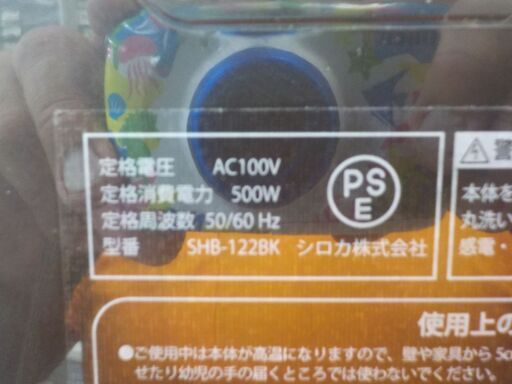 定格電圧 AC100V
定格消費電力 500W
定格周波数 50/60 Hz
型番 SHB-122BK シロカ株式会社
PS
E
本体を
丸洗い
感電・
使用上の
●ご使用中は本体が高温になりますので、壁や家具から5c
せたり幼児の手の届くところでは使わないでください。